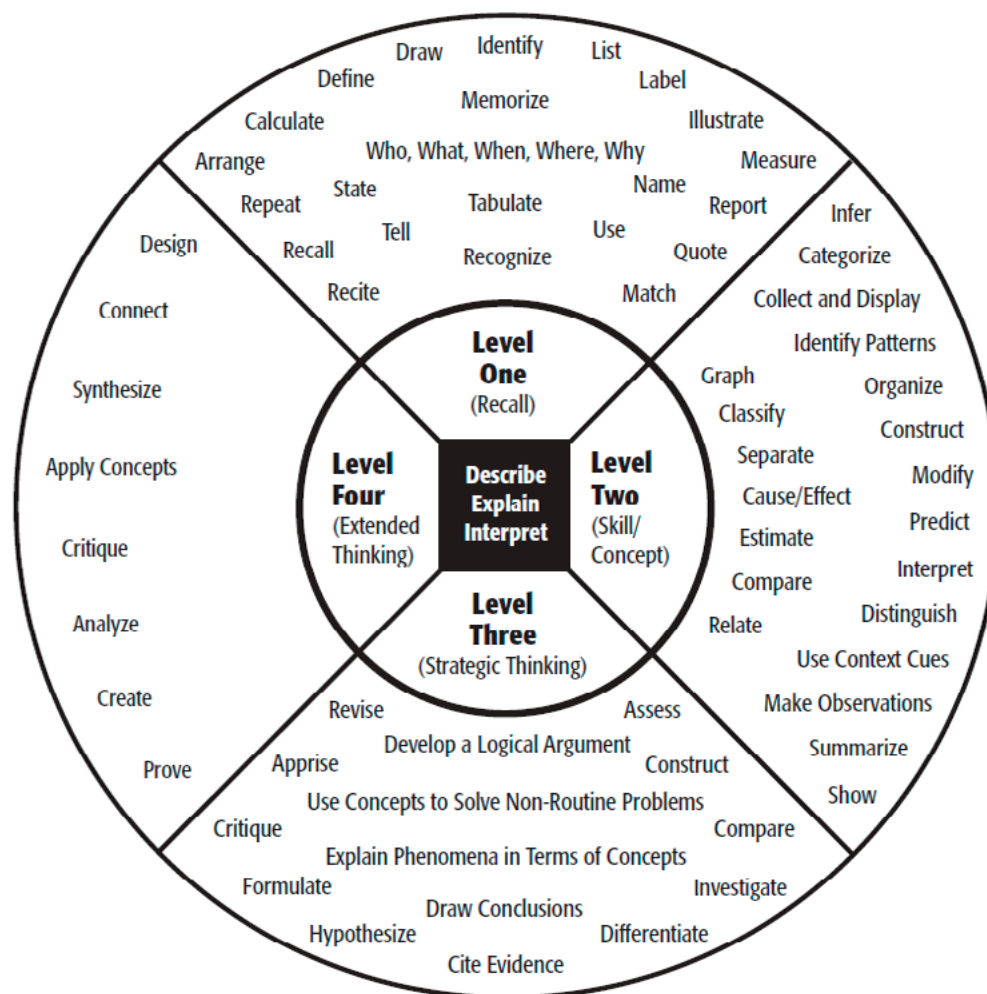 Draw
Identify
List
Define
Label
Memorize
Calculate
Illustrate
Who, What, When, Where, Why
Arrange
Measure
State
Name
Repeat
Tabulate
Report
Tell
Use
Recall
Recognize
Quote
Recite
Match
Level
One
(Recall)
Infer
Categorize
Collect and Display
Identify Patterns
Graph
Organize
Classify
Construct
Separate
Modify
Cause/Effect
Predict
Estimate
Interpret
Compare
Distinguish
Relate
Use Context Cues
Make Observations
Summarize
Show
Level
Two
(Skill/
Concept)
Describe
Explain
Interpret
Level
Three
(Strategic Thinking)
Revise
Assess
Develop a Logical Argument
Apprise
Construct
Use Concepts to Solve Non-Routine Problems
Critique
Compare
Explain Phenomena in Terms of Concepts
Formulate
Investigate
Draw Conclusions
Hypothesize
Differentiate
Cite Evidence
Level
Four
(Extended
Thinking)
Design
Connect
Synthesize
Apply Concepts
Critique
Analyze
Create
Prove